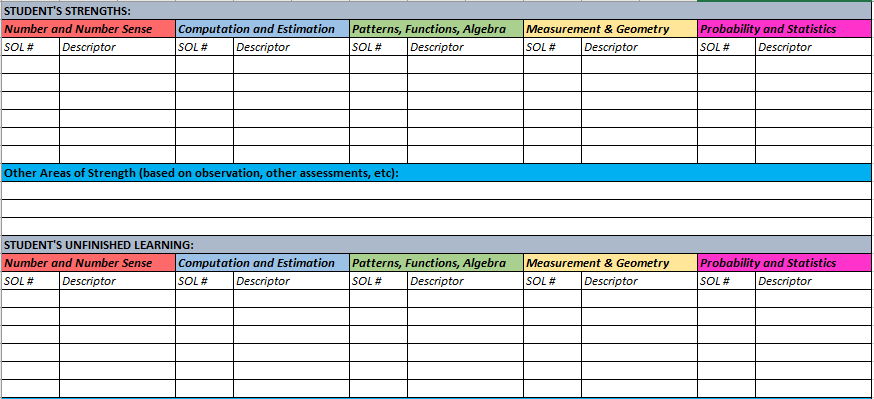 STUDENT'S STRENGTHS:
Number and Number Sense Computation and Estimation Patterns, Functions, Algebra Measurement & Geometry Probability and Statistics
SOL # Descriptor SOL # Descriptor SOL # Descriptor SOL # Descriptor SOL # Descriptor
Other Areas of Strength (based on observation, other assessments, etc):
STUDENT'S UNFINISHED LEARNING:
Number and Number Sense Computation and Estimation Patterns, Functions, Algebra Measurement & Geometry Probability and Statistics
SOL # Descriptor SOL # Descriptor SOL # Descriptor SOL # Descriptor SOL # Descriptor